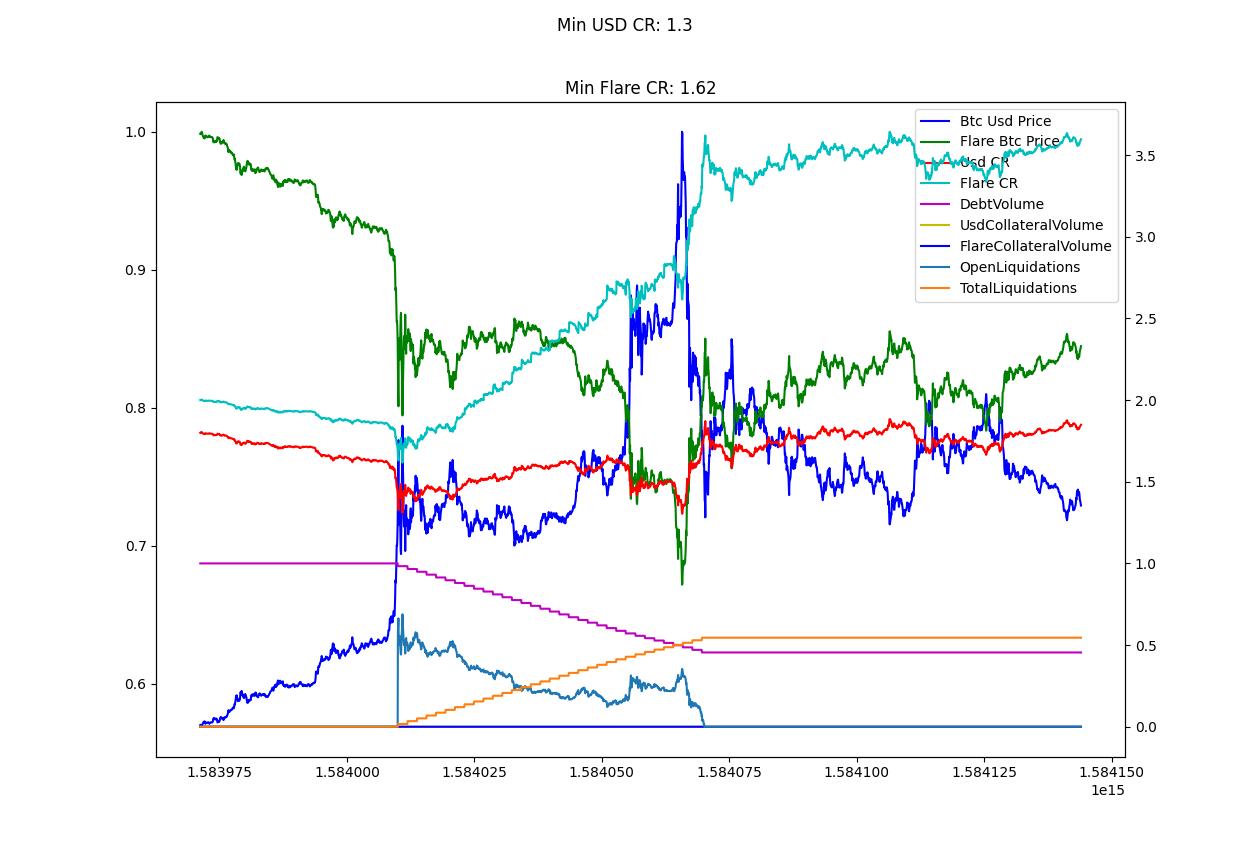 Min USD CR: 1.3
Min Flare CR: 1.62
1.0
0.9
0.8
0.7
0.6
3.5
3.0
2.5
2.0
1.5
1.0
0.5
0.0
Btc Usd Price
Flare Btc Price
Usd CR
Flare CR
DebtVolume
UsdCollateralVolume
FlareCollateralVolume
OpenLiquidations
TotalLiquidations
1.583975 1.584000 1.584025 1.584050 1.584075 1.584100 1.584125 1.584150
1e15